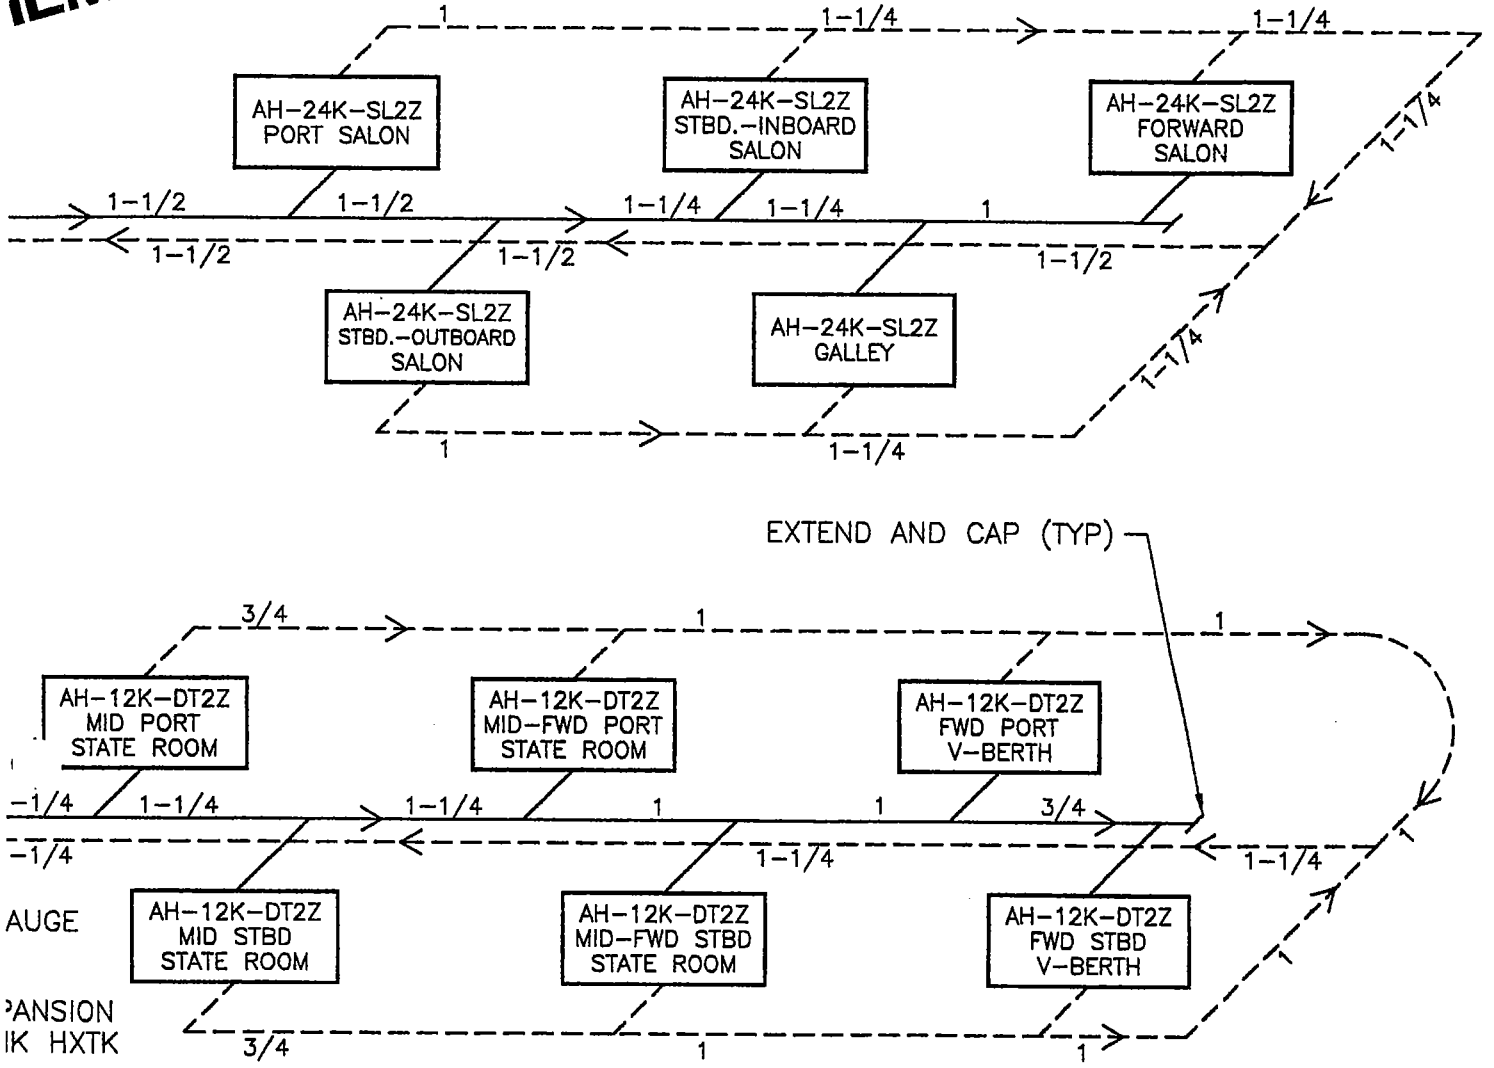 1
1-1/4
1-1/4
AH-24K-SL2Z
PORT SALON
AH-24K-SL2Z
STBD.-INBOARD
SALON
AH-24K-SL2Z
FORWARD
SALON
1-1/4
1-1/2
1-1/2
1-1/4
1-1/4
1
1-1/2
1-1/2
1-1/2
AH-24K-SL2Z
STBD.-OUTBOARD
SALON
AH-24K-SL2Z
GALLEY
1-1/4
1
1-1/4
EXTEND AND CAP (TYP)
3/4
1
1
AH-12K-DT2Z
MID PORT
STATE ROOM
AH-12K-DT2Z
MID-FWD PORT
STATE ROOM
AH-12K-DT2Z
FWD PORT
V-BERTH
-1/4
1-1/4
1-1/4
1
1
3/4
1
-1/4
1-1/4
1-1/4
AUGE
AH-12K-DT2Z
MID STBD
STATE ROOM
AH-12K-DT2Z
MID-FWD STBD
STATE ROOM
AH-12K-DT2Z
FWD STBD
V-BERTH
1
PANSION
HXTK
3/4
1
1